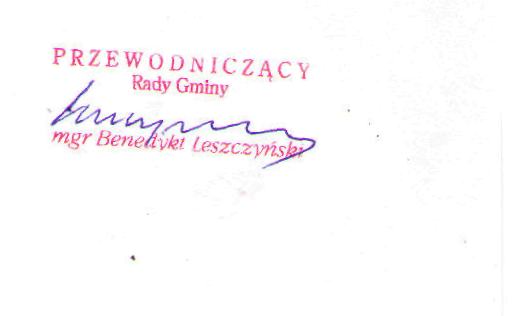 PRZEWODNICZĄCY
Rady Gminy
mgr Benedykt Leszczyński